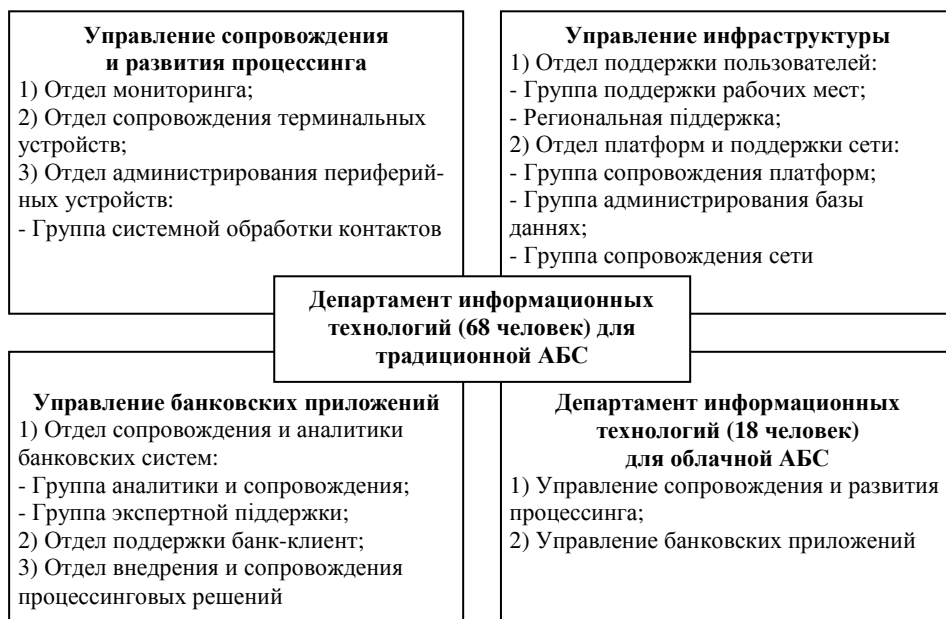 Управление сопровождения
и развития процессинга
1) Отдел мониторинга;
2) Отдел сопровождения терминальных
устройств;
3) Отдел администрирования периферий-
ных устройств:
- Группа системной обработки контактов
Управление инфраструктуры
1) Отдел поддержки пользователей:
- Группа поддержки рабочих мест;
- Региональная піддержка;
2) Отдел платформ и поддержки сети:
- Группа сопровождения платформ;
- Группа администрирования базы
даннях;
- Группа сопровождения сети
Департамент информационных
технологий (68 человек) для
традиционной АБС
Управление банковских приложений
1) Отдел сопровождения и аналитики
банковских систем:
- Группа аналитики и сопровождения;
- Группа экспертной піддержки;
2) Отдел поддержки банк-клиент;
3) Отдел внедрения и сопровождения
процессинговых решений
Департамент информационных
технологий (18 человек)
для облачной АБС
1) Управление сопровождения и развития
процессинга;
2) Управление банковских приложений